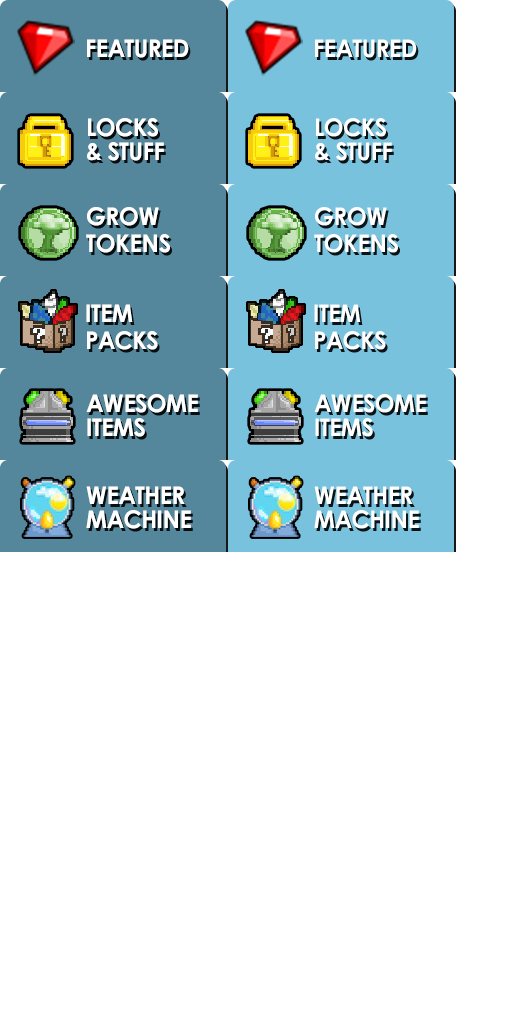 FEATURED
FEATURED
LOCKS
& STUFF
LOCKS
& STUFF
GROW
TOKENS
GROW
TOKENS
ITEM
PACKS
ITEM
PACKS
AWESOME
ITEMS
AWESOME
ITEMS
WEATHER
MACHINE
WEATHER
MACHINE